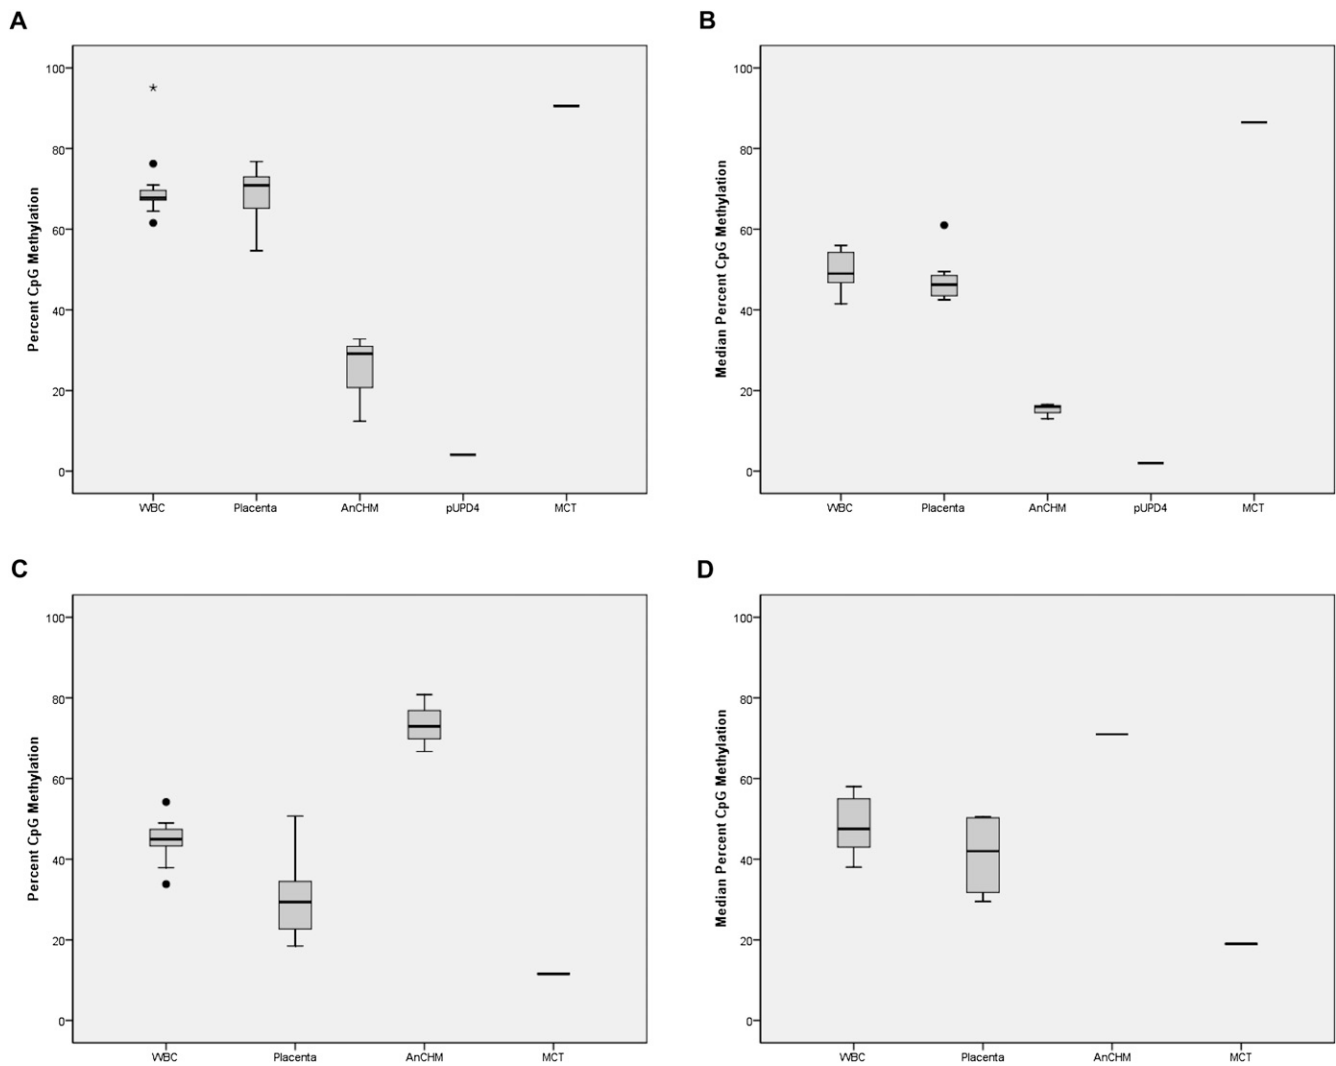 A
Percent CpG Methylation
100
80
60
40
20
0
*
WBC Placenta AnCHM pUPD4 MCT
B
Median Percent CpG Methylation
100
80
60
40
20
0
WBC Placenta AnCHM pUPD4 MCT
C
Percent CpG Methylation
100
80
60
40
20
0
WBC Placenta AnCHM MCT
D
Median Percent CpG Methylation
100
80
60
40
20
0
WBC Placenta AnCHM MCT